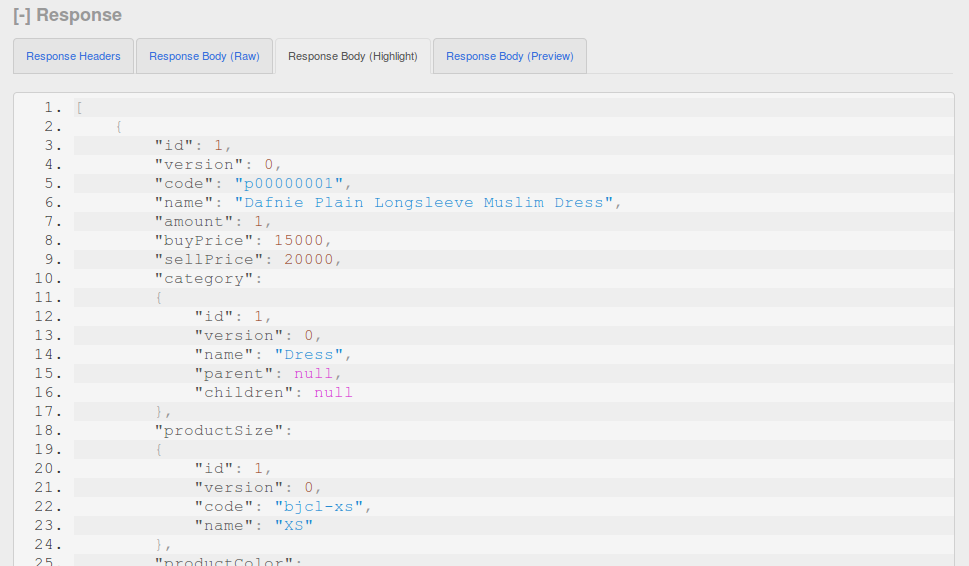 [-] Response
Response Headers
Response Body (Raw)
Response Body (Highlight)
Response Body (Preview)
1. [
2. {
3. "id": 1,
4. "version": 0,
5. "code": "p00000001",
6. "name": "Dafnie Plain Longsleeve Muslim Dress",
7. "amount": 1,
8. "buyPrice": 15000,
9. "sellPrice": 20000,
10. "category":
11. {
12. "id": 1,
13. "version": 0,
14. "name": "Dress",
15. "parent": null,
16. "children": null
17. },
18. "productSize":
19. {
20. "id": 1,
21. "version": 0,
22. "code": "bjcl-xs",
23. "name": "XS"
24. },
25. "productColor":